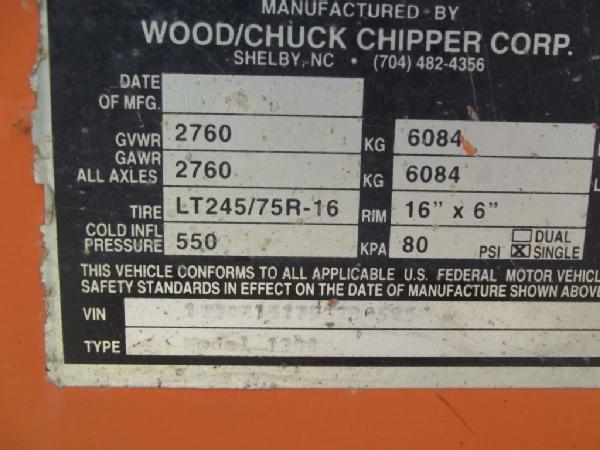 MANUFACTURED BY
WOOD/CHUCK CHIPPER CORP.
SHELBY, NC • (704) 482-4356
DATE OF MFG.
GVWR 2760 KG 6084
GAWR ALL AXLES 2760 KG 6084
TIRE LT245/75R-16 RIM 16" x 6"
COLD INFL PRESSURE 550 KPA 80 PSI DUAL SINGLE
THIS VEHICLE CONFORMS TO ALL APPLICABLE U.S. FEDERAL MOTOR VEHICL
SAFETY STANDARDS IN EFFECT ON THE DATE OF MANUFACTURE SHOWN ABOVE
VIN
TYPE Model